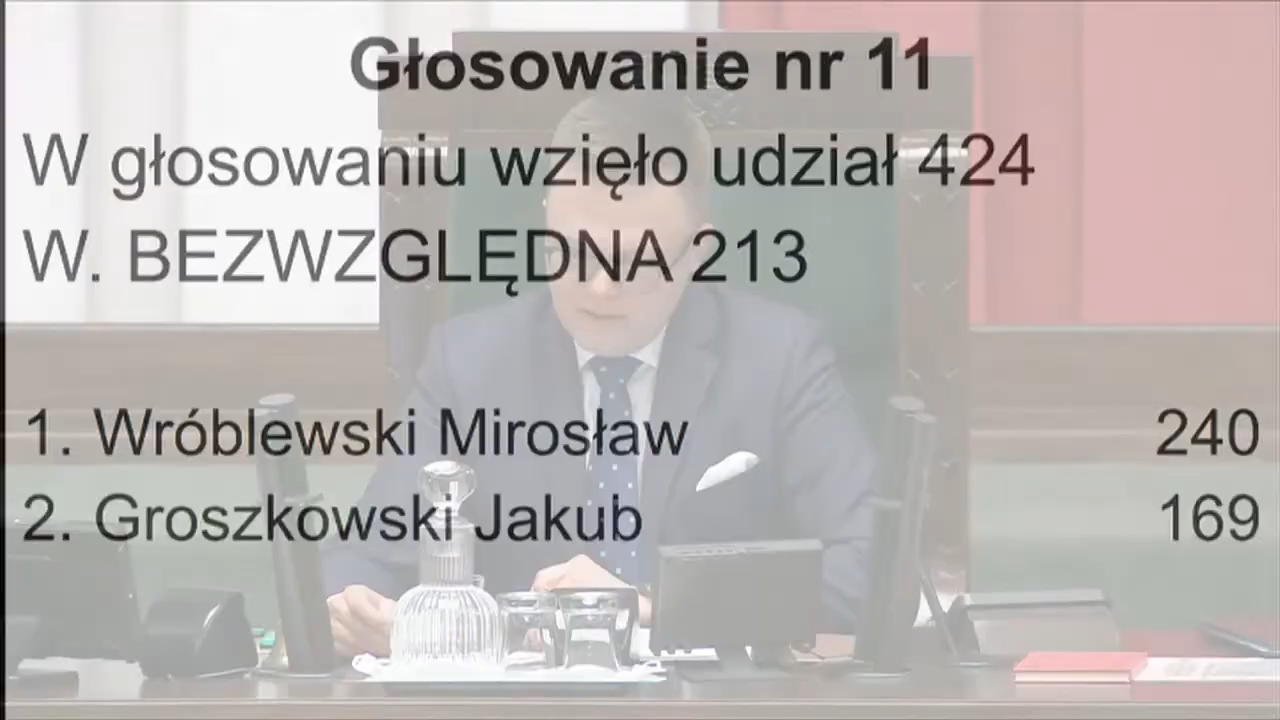 Głosowanie nr 11
W głosowaniu wzięło udział 424
W. BEZWZGLĘDNA 213
1. Wróblewski Mirosław 240
2. Groszkowski Jakub 169